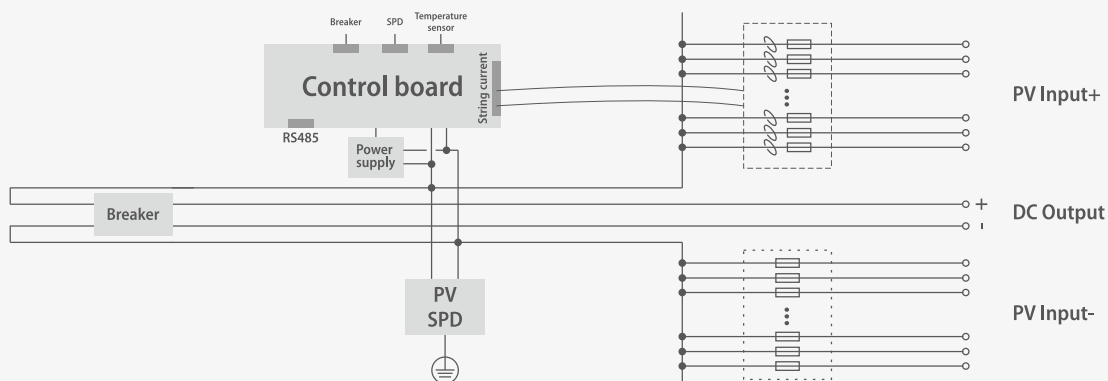 Breaker
SPD
Temperature
sensor
Control board
String current
RS485
Power
supply
PV Input+
Breaker
+
DC Output
-
PV
SPD
PV Input-